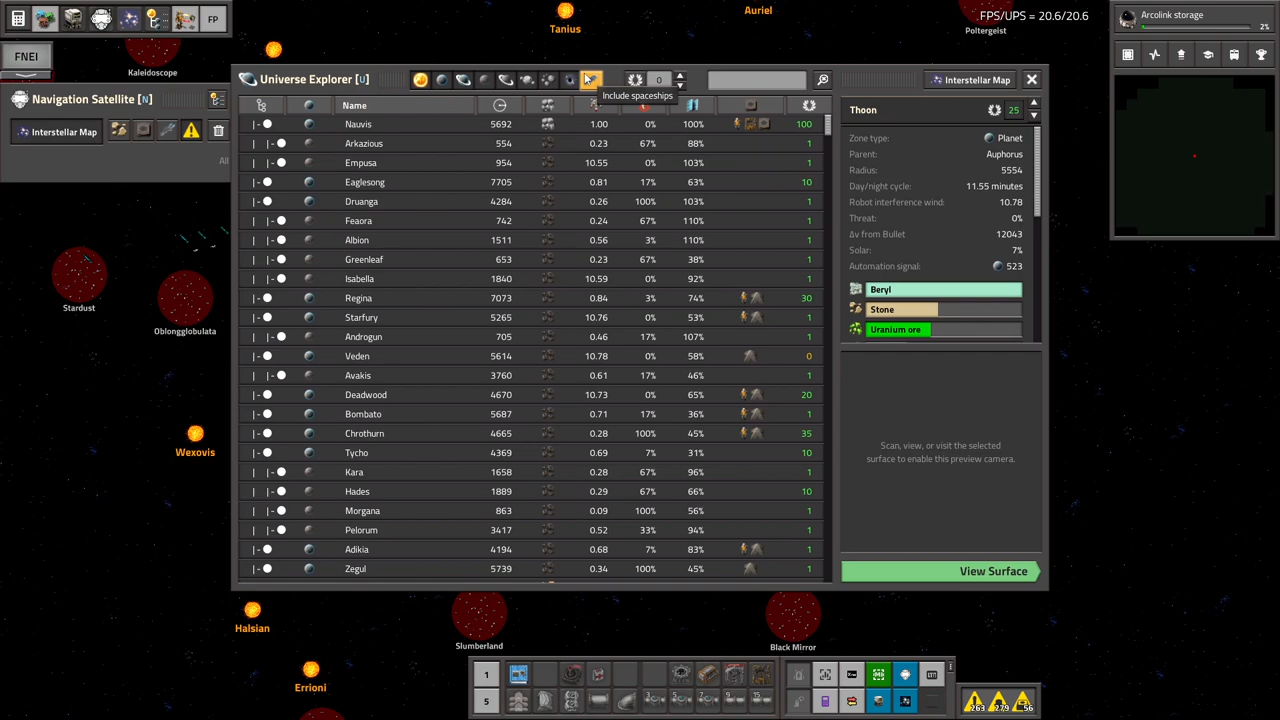 FP
Tanius
Auriel
FPS/UPS = 20.6/20.6
Poltergeist
Arcolink storage
2%
FNEI
Kaleidoscope
Navigation Satellite [N]
Interstellar Map
All
Universe Explorer [U]
0
Include spaceships
Interstellar Map
Name
Nauvis 5692 1.00 0% 100% 100
Arkazious 554 0.23 67% 88% 1
Empusa 954 10.55 0% 103% 1
Eaglesong 7705 0.81 17% 63% 10
Druanga 4284 0.26 100% 103% 1
Feaora 742 0.24 67% 110% 1
Albion 1511 0.56 3% 110% 1
Greenleaf 653 0.23 67% 38% 1
Isabella 1840 10.59 0% 92% 1
Regina 7073 0.84 3% 74% 30
Starfury 5265 10.76 0% 53% 1
Androgun 705 0.46 17% 107% 1
Veden 5614 10.78 0% 58% 0
Avakis 3760 0.61 17% 46% 1
Deadwood 4670 10.73 0% 65% 20
Bombato 5687 0.71 17% 36% 1
Chrothurn 4665 0.28 100% 45% 35
Tycho 4369 0.69 7% 31% 10
Kara 1658 0.28 67% 96% 1
Hades 1889 0.29 67% 66% 10
Morgana 863 0.09 100% 56% 1
Pelorum 3417 0.52 33% 94% 1
Adikia 4194 0.68 7% 83% 1
Zegul 5739 0.34 100% 45% 1
Thoon 25
Zone type: Planet
Parent: Auphorus
Radius: 5554
Day/night cycle: 11.55 minutes
Robot interference wind: 10.78
Threat: 0%
Δv from Bullet 12043
Solar: 7%
Automation signal: 523
Beryl
Stone
Uranium ore
Scan, view, or visit the selected
surface to enable this preview camera.
View Surface
Stardust
Oblongglobulata
Wexovis
Halsian
Errioni
Slumberland
Black Mirror
1
5
3 5 7 9 15
263 279 56